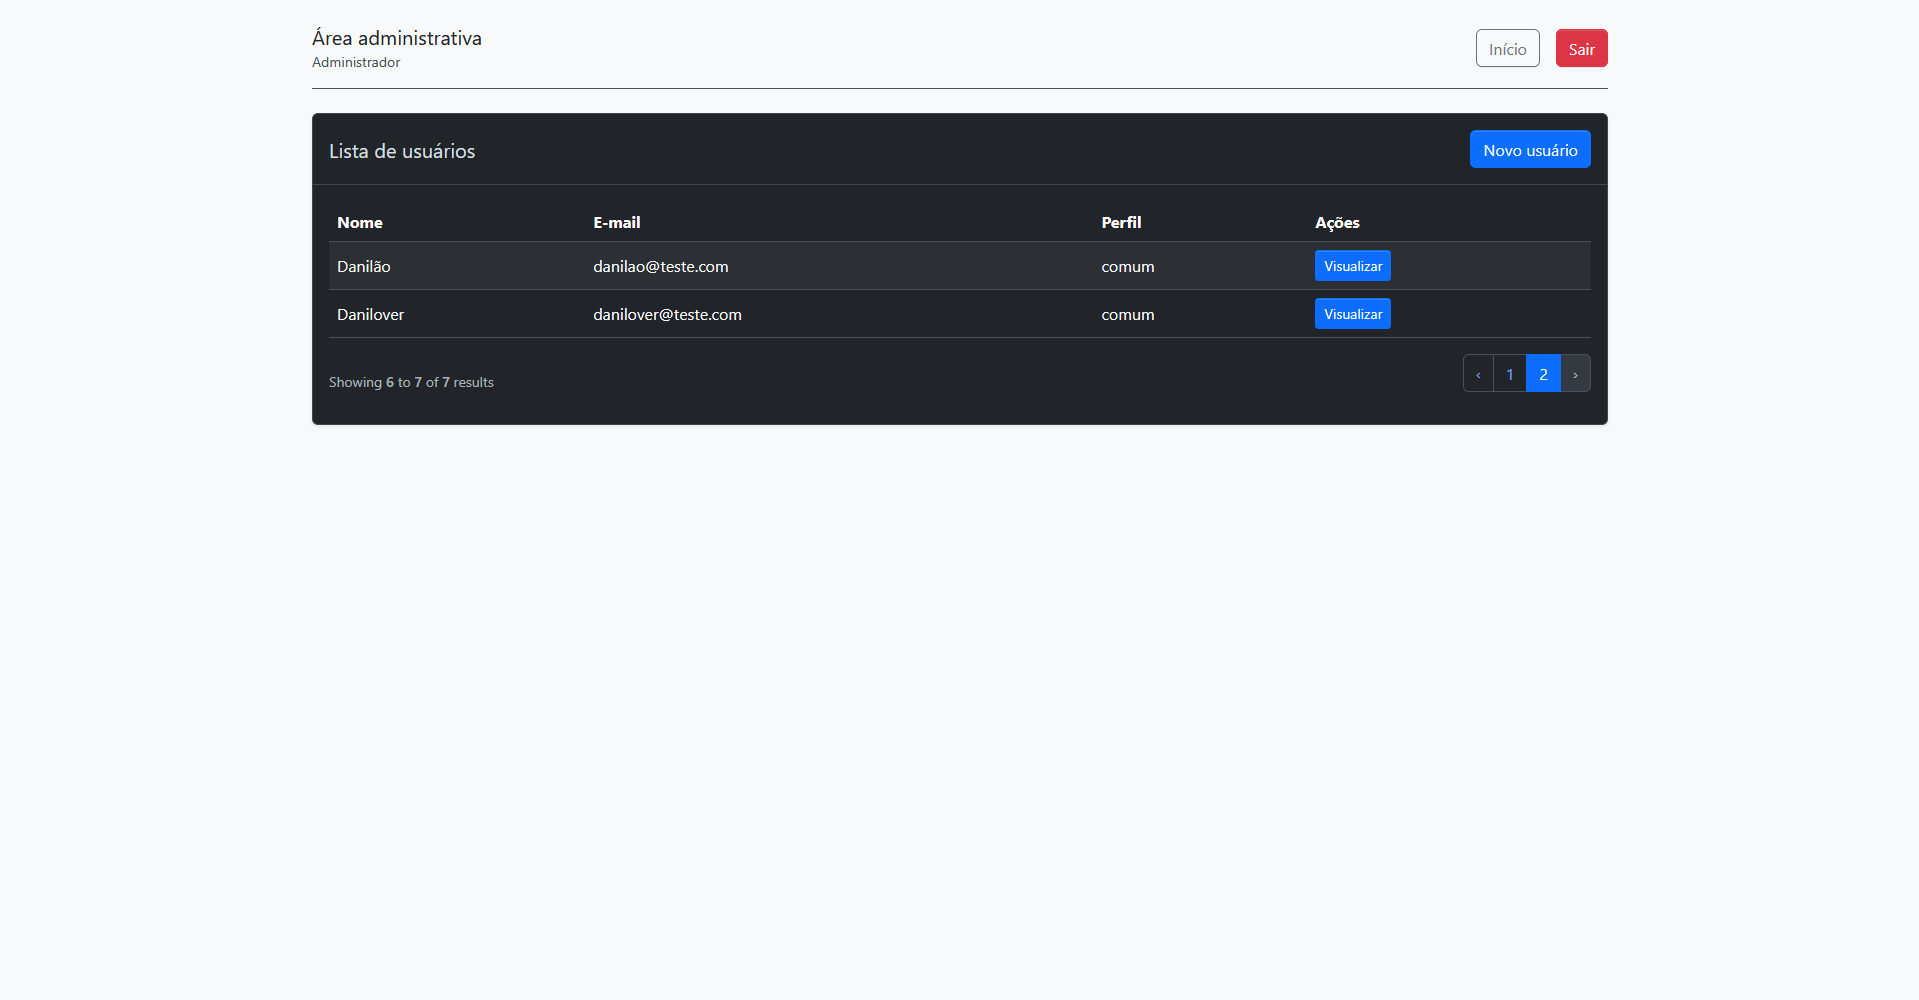 Área administrativa
Administrador
Início Sair
Lista de usuários Novo usuário
Nome E-mail Perfil Ações
Danilão danilao@teste.com comum Visualizar
Danilover danilover@teste.com comum Visualizar
Showing 6 to 7 of 7 results ‹ 1 2 ›